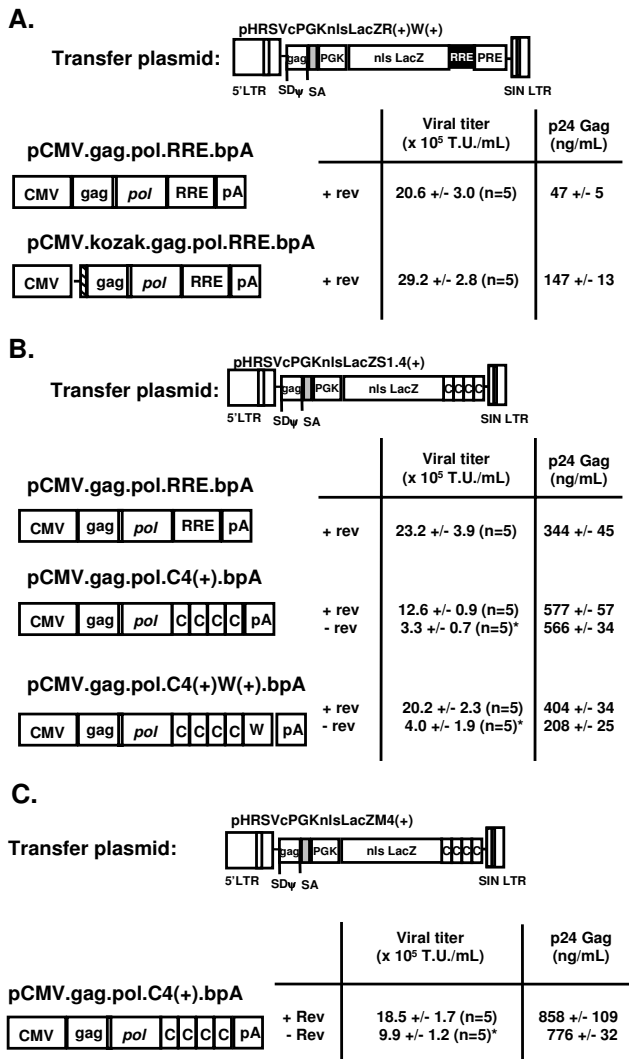 A.
pHRSVcPGKnlsLacZR(+)W(+)
Transfer plasmid:
gag PGK nls LacZ RRE PRE
5'LTR SDψ SA SIN LTR
Viral titer p24 Gag
(x 10⁵ T.U./mL) (ng/mL)
pCMV.gag.pol.RRE.bpA
CMV gag pol RRE pA + rev 20.6 +/- 3.0 (n=5) 47 +/- 5
pCMV.kozak.gag.pol.RRE.bpA
CMV gag pol RRE pA + rev 29.2 +/- 2.8 (n=5) 147 +/- 13
B.
pHRSVcPGKnlsLacZS1.4(+)
Transfer plasmid:
gag PGK nls LacZ C C C C
5'LTR SDψ SA SIN LTR
Viral titer p24 Gag
(x 10⁵ T.U./mL) (ng/mL)
pCMV.gag.pol.RRE.bpA
CMV gag pol RRE pA + rev 23.2 +/- 3.9 (n=5) 344 +/- 45
pCMV.gag.pol.C4(+).bpA
+ rev 12.6 +/- 0.9 (n=5) 577 +/- 57
CMV gag pol C C C C pA - rev 3.3 +/- 0.7 (n=5)* 566 +/- 34
pCMV.gag.pol.C4(+)W(+).bpA
+ rev 20.2 +/- 2.3 (n=5) 404 +/- 34
CMV gag pol C C C C W pA - rev 4.0 +/- 1.9 (n=5)* 208 +/- 25
C.
pHRSVcPGKnlsLacZM4(+)
Transfer plasmid:
gag PGK nls LacZ C C C C
5'LTR SDψ SA SIN LTR
Viral titer p24 Gag
(x 10⁵ T.U./mL) (ng/mL)
pCMV.gag.pol.C4(+).bpA
+ Rev 18.5 +/- 1.7 (n=5) 858 +/- 109
CMV gag pol C C C C pA - Rev 9.9 +/- 1.2 (n=5)* 776 +/- 32